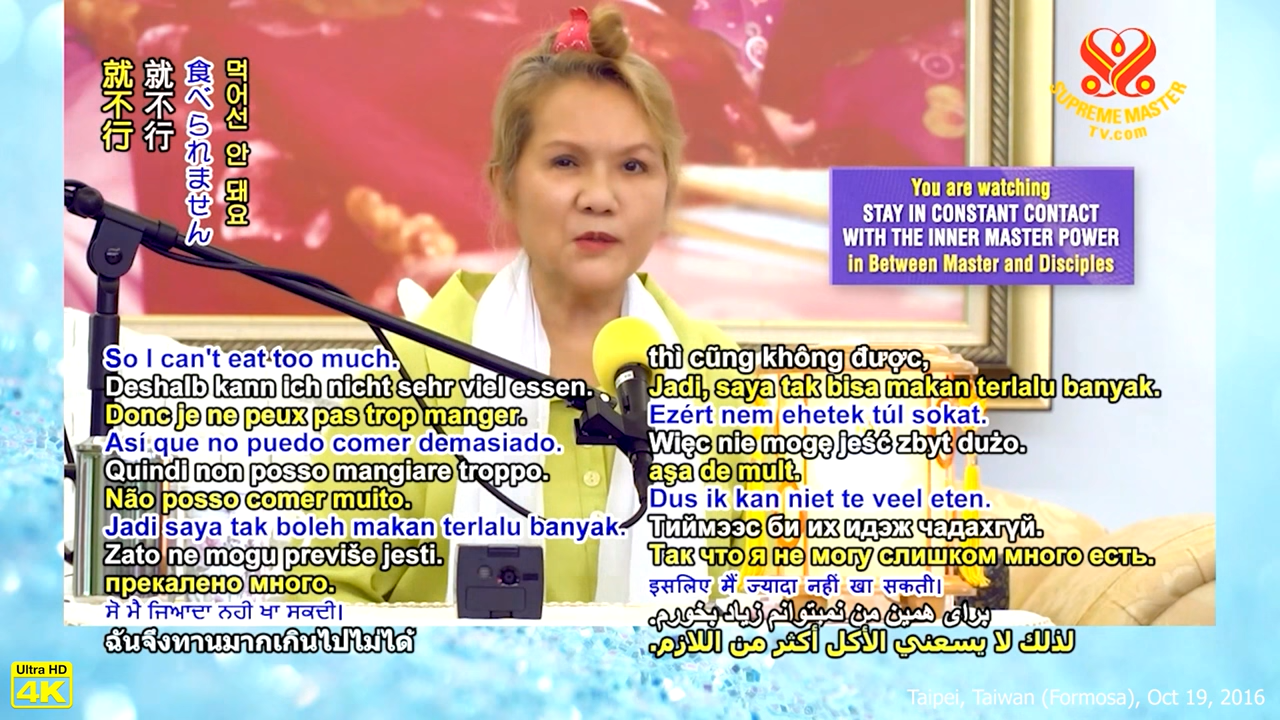 就不行
就不行
食べられません
먹어선 안 돼요
SUPREME MASTER
TV.com
You are watching
STAY IN CONSTANT CONTACT
WITH THE INNER MASTER POWER
in Between Master and Disciples
So I can't eat too much.
Deshalb kann ich nicht sehr viel essen.
Donc je ne peux pas trop manger.
Así que no puedo comer demasiado.
Quindi non posso mangiare troppo.
Não posso comer muito.
Jadi saya tak boleh makan terlalu banyak.
Zato ne mogu previše jesti.
прекалено много.
ਸੋ ਮੈ ਜਿਆਦਾ ਨਹੀ ਖਾ ਸਕਦੀ।
ฉันจึงทานมากเกินไปไม่ได้
thì cũng không được,
Jadi, saya tak bisa makan terlalu banyak.
Ezért nem ehetek túl sokat.
Więc nie mogę jeść zbyt dużo.
aşa de mult.
Dus ik kan niet te veel eten.
Тиймээс би их идэж чадахгүй.
Так что я не могу слишком много есть.
इसलिए मैं ज्यादा नहीं खा सकती।
برای همین من نمیتوانم زیاد بخورم.
لذلك لا يسعني الأكل أكثر من اللازم.
Ultra HD
4K
Taipei, Taiwan (Formosa), Oct 19, 2016